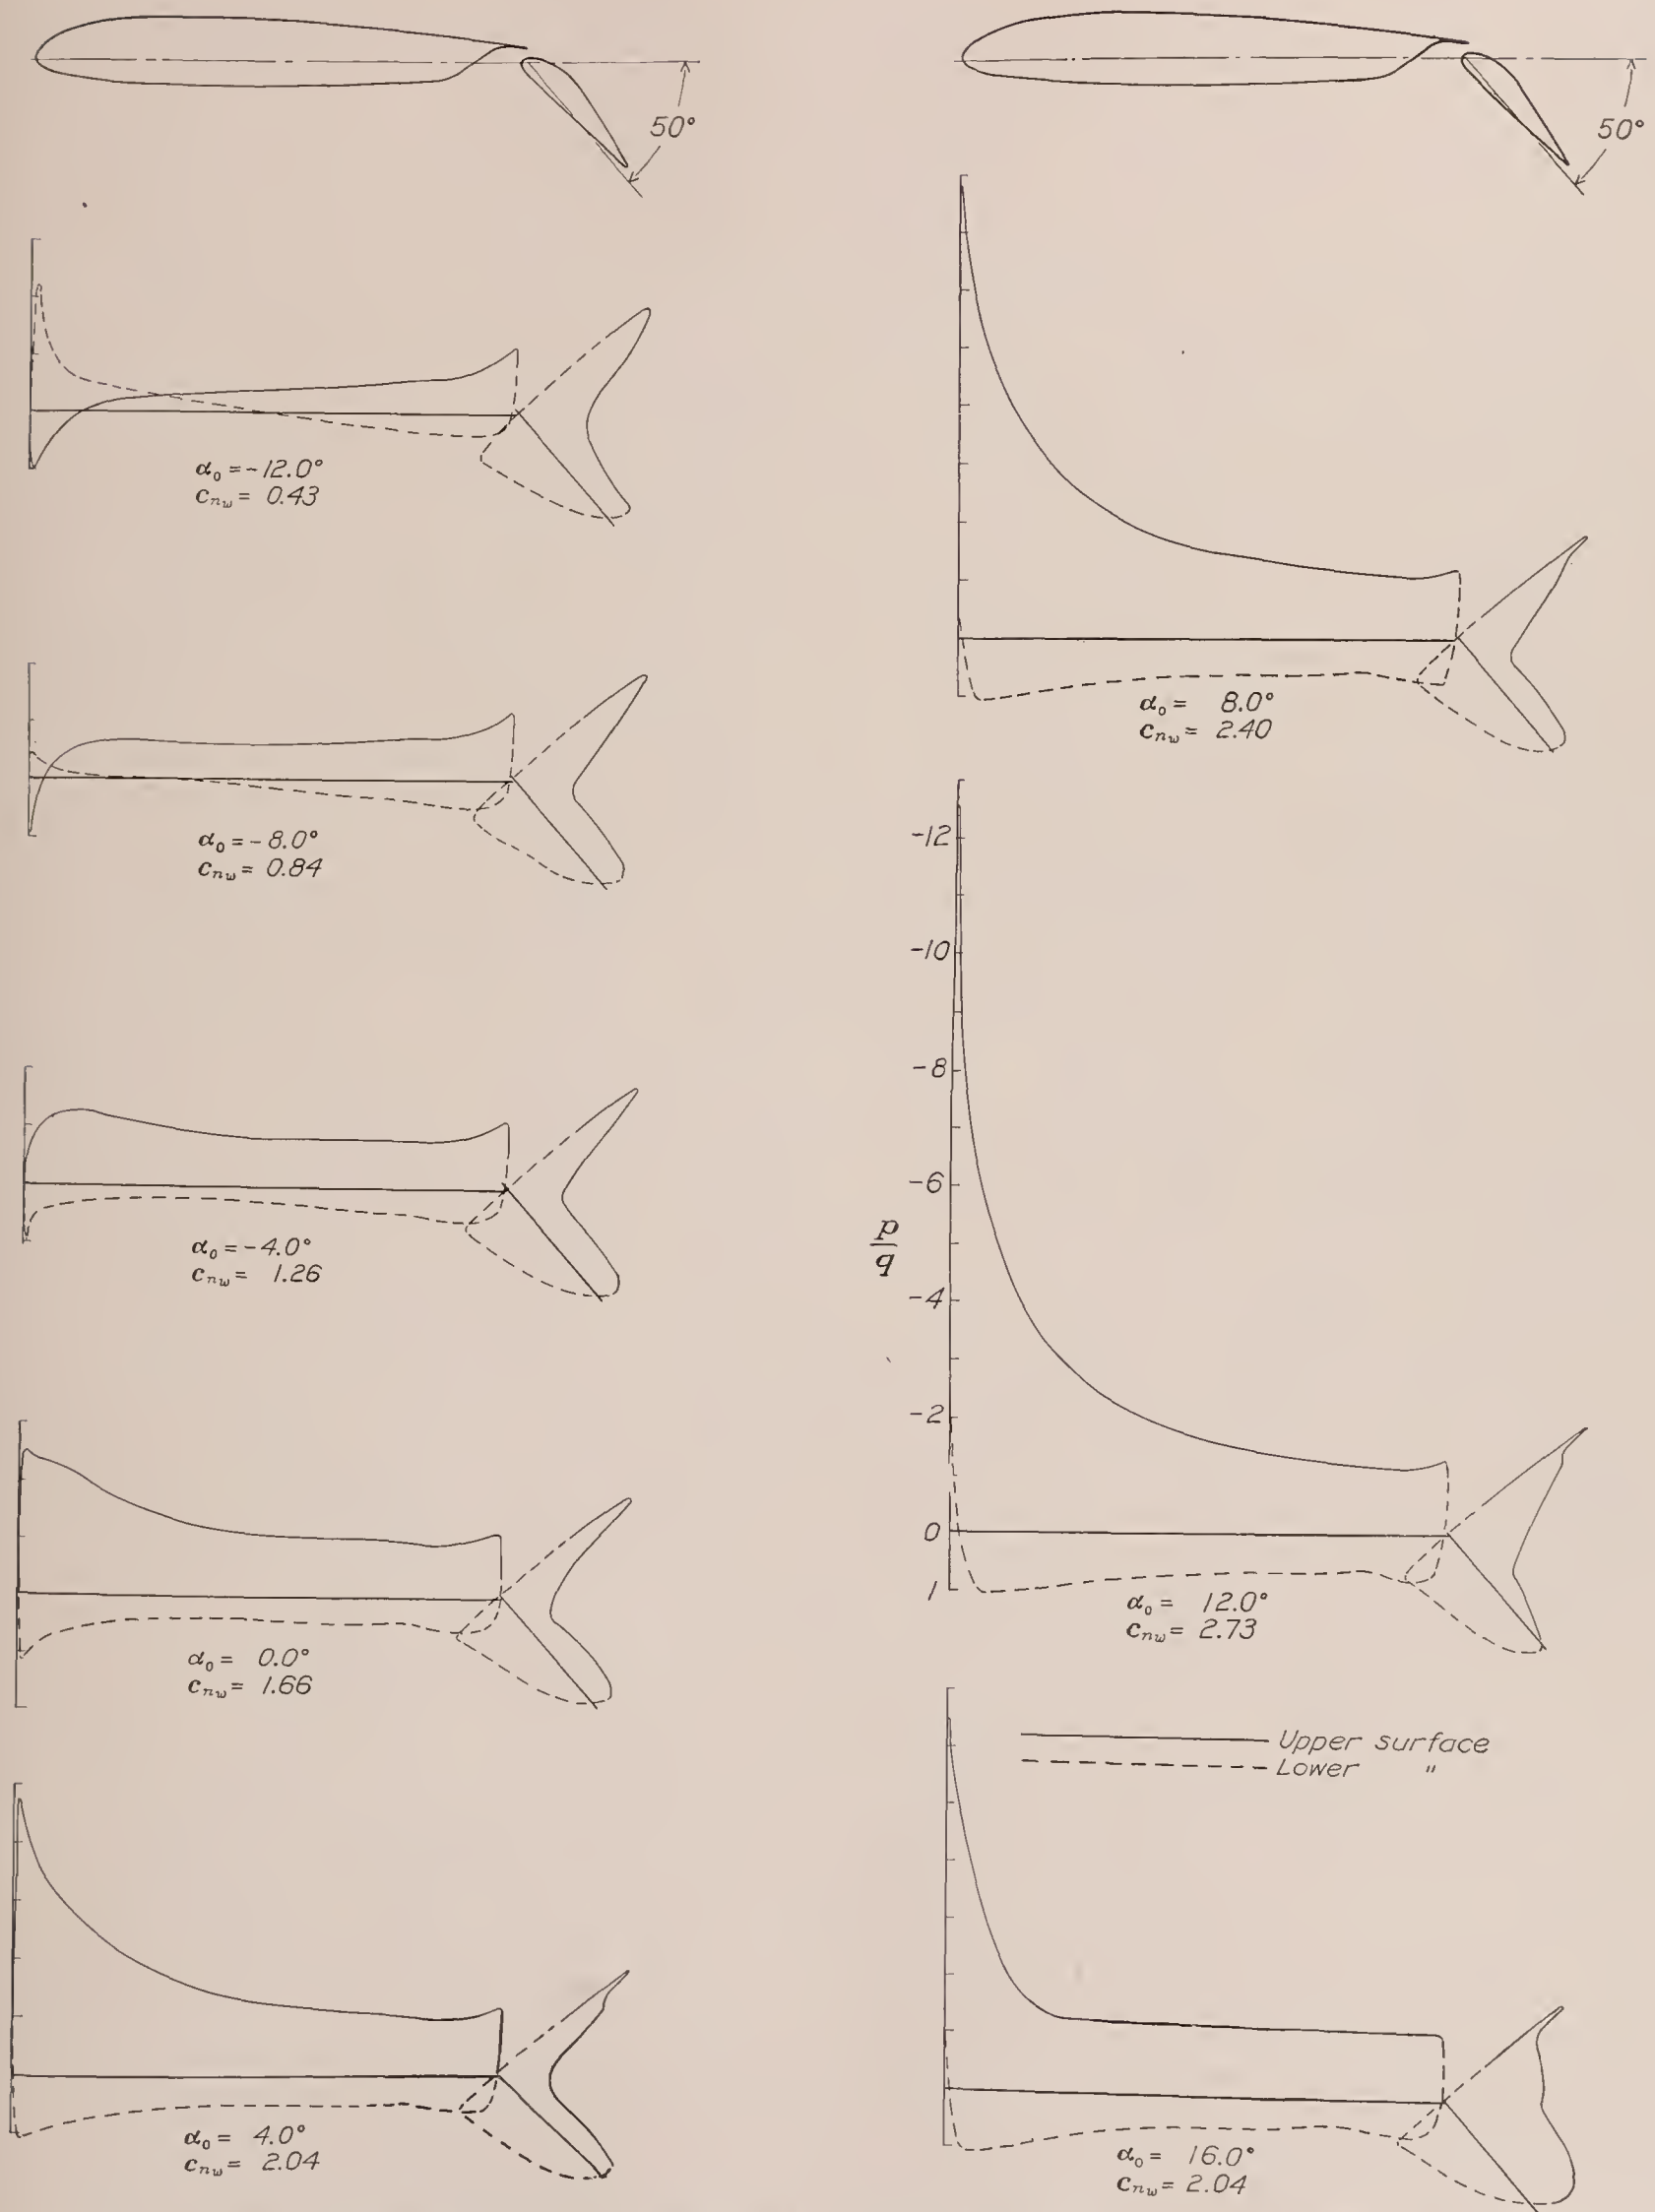 50°
α₀ = -12.0°
cₙw = 0.43
α₀ = -8.0°
cₙw = 0.84
α₀ = -4.0°
cₙw = 1.26
α₀ = 0.0°
cₙw = 1.66
α₀ = 4.0°
cₙw = 2.04
50°
α₀ = 8.0°
cₙw = 2.40
-12
-10
-8
-6
p
q
-4
-2
0
1
α₀ = 12.0°
cₙw = 2.73
Upper surface
Lower "
α₀ = 16.0°
cₙw = 2.04